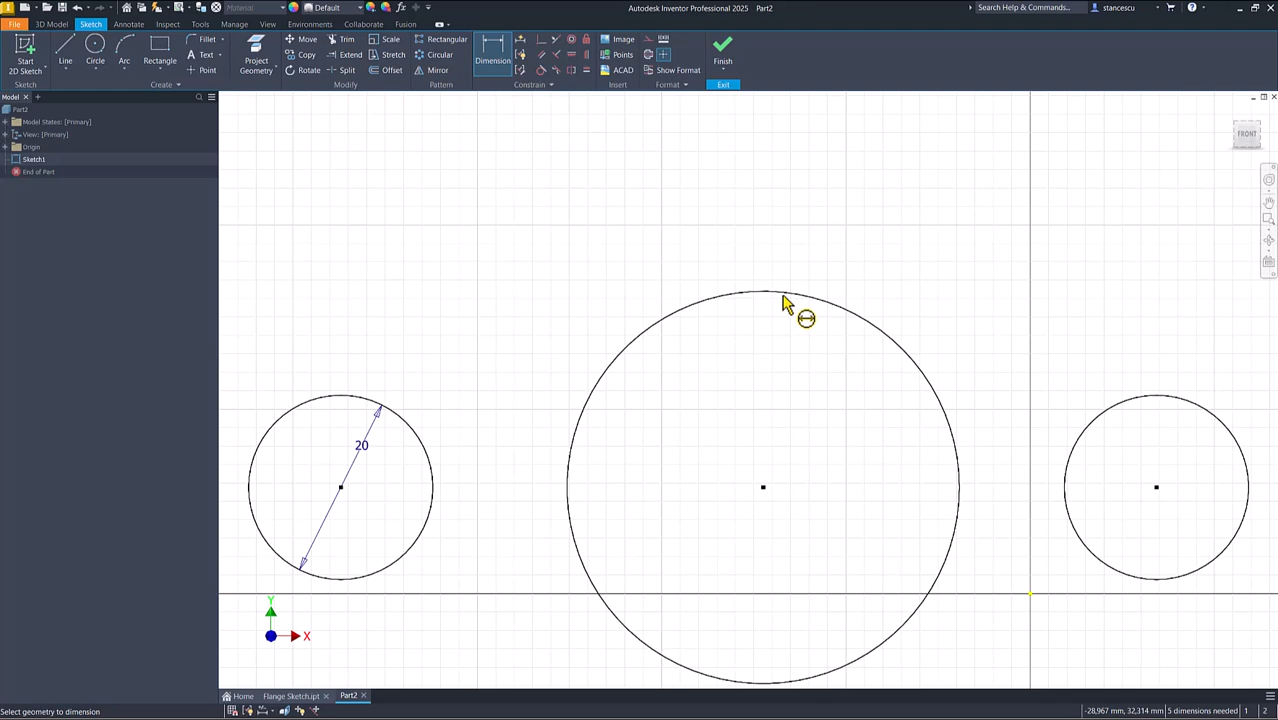 Material
Default
Autodesk Inventor Professional 2025 Part2
Search Help & Commands...
stancescu
File 3D Model Sketch Annotate Inspect Tools Manage View Environments Collaborate Fusion
Start
2D Sketch
Line
Circle
Arc
Rectangle
Fillet
Text
Point
Project
Geometry
Move Trim Scale
Copy Extend Stretch
Rotate Split Offset
Rectangular
Circular
Mirror
Dimension
Image
Points
ACAD
Show Format
Finish
Sketch Create Modify Pattern Constrain Insert Format Exit
Model
Part2
Model States: [Primary]
View: [Primary]
Origin
Sketch1
End of Part
FRONT
20
Y
X
Home Flange Sketch.ipt Part2
Select geometry to dimension
-28,967 mm, 32,314 mm 5 dimensions needed 1 2